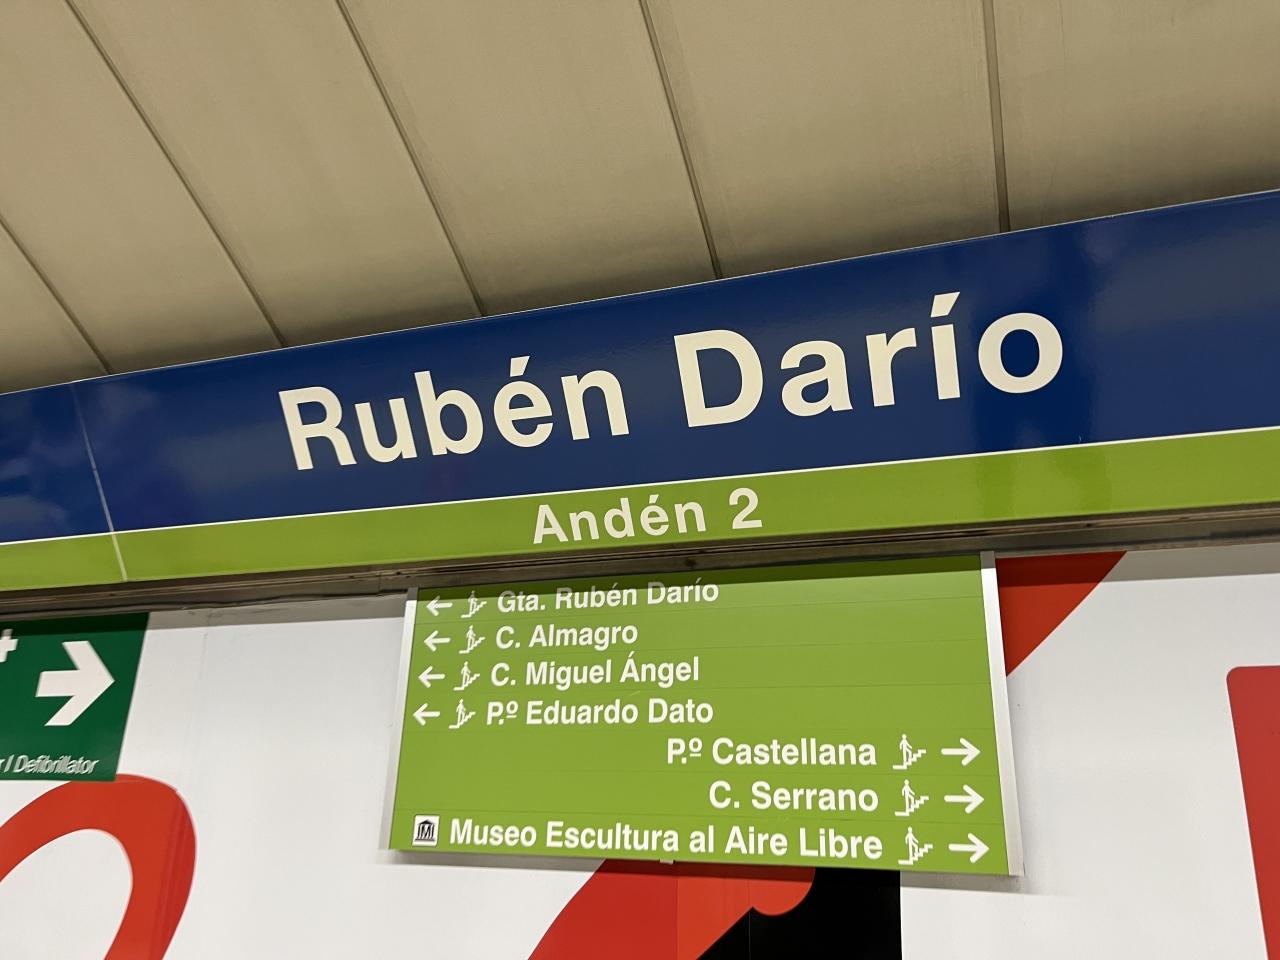 Rubén Darío
Andén 2
Gta. Rubén Darío
C. Almagro
C. Miguel Ángel
P.º Eduardo Dato
P.º Castellana
C. Serrano
Museo Escultura al Aire Libre
/ Defibrillator